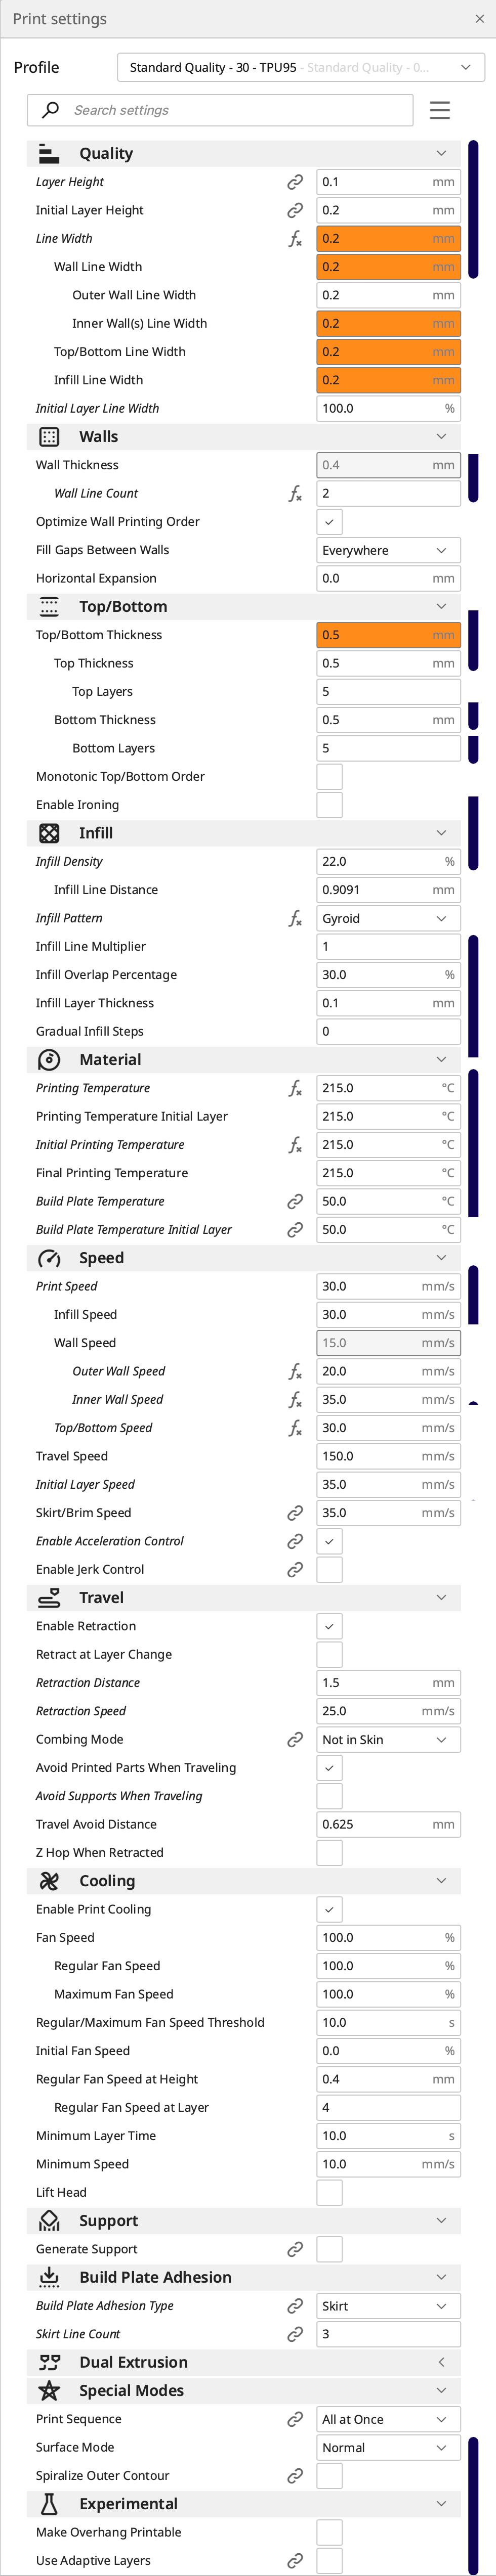 Print settings
Profile Standard Quality - 30 - TPU95 - Standard Quality - 0...
Search settings
Quality
Layer Height 0.1 mm
Initial Layer Height 0.2 mm
Line Width 0.2 mm
Wall Line Width 0.2 mm
Outer Wall Line Width 0.2 mm
Inner Wall(s) Line Width 0.2 mm
Top/Bottom Line Width 0.2 mm
Infill Line Width 0.2 mm
Initial Layer Line Width 100.0 %
Walls
Wall Thickness 0.4 mm
Wall Line Count 2
Optimize Wall Printing Order
Fill Gaps Between Walls Everywhere
Horizontal Expansion 0.0 mm
Top/Bottom
Top/Bottom Thickness 0.5 mm
Top Thickness 0.5 mm
Top Layers 5
Bottom Thickness 0.5 mm
Bottom Layers 5
Monotonic Top/Bottom Order
Enable Ironing
Infill
Infill Density 22.0 %
Infill Line Distance 0.9091 mm
Infill Pattern Gyroid
Infill Line Multiplier 1
Infill Overlap Percentage 30.0 %
Infill Layer Thickness 0.1 mm
Gradual Infill Steps 0
Material
Printing Temperature 215.0 °C
Printing Temperature Initial Layer 215.0 °C
Initial Printing Temperature 215.0 °C
Final Printing Temperature 215.0 °C
Build Plate Temperature 50.0 °C
Build Plate Temperature Initial Layer 50.0 °C
Speed
Print Speed 30.0 mm/s
Infill Speed 30.0 mm/s
Wall Speed 15.0 mm/s
Outer Wall Speed 20.0 mm/s
Inner Wall Speed 35.0 mm/s
Top/Bottom Speed 30.0 mm/s
Travel Speed 150.0 mm/s
Initial Layer Speed 35.0 mm/s
Skirt/Brim Speed 35.0 mm/s
Enable Acceleration Control
Enable Jerk Control
Travel
Enable Retraction
Retract at Layer Change
Retraction Distance 1.5 mm
Retraction Speed 25.0 mm/s
Combing Mode Not in Skin
Avoid Printed Parts When Traveling
Avoid Supports When Traveling
Travel Avoid Distance 0.625 mm
Z Hop When Retracted
Cooling
Enable Print Cooling
Fan Speed 100.0 %
Regular Fan Speed 100.0 %
Maximum Fan Speed 100.0 %
Regular/Maximum Fan Speed Threshold 10.0 s
Initial Fan Speed 0.0 %
Regular Fan Speed at Height 0.4 mm
Regular Fan Speed at Layer 4
Minimum Layer Time 10.0 s
Minimum Speed 10.0 mm/s
Lift Head
Support
Generate Support
Build Plate Adhesion
Build Plate Adhesion Type Skirt
Skirt Line Count 3
Dual Extrusion
Special Modes
Print Sequence All at Once
Surface Mode Normal
Spiralize Outer Contour
Experimental
Make Overhang Printable
Use Adaptive Layers